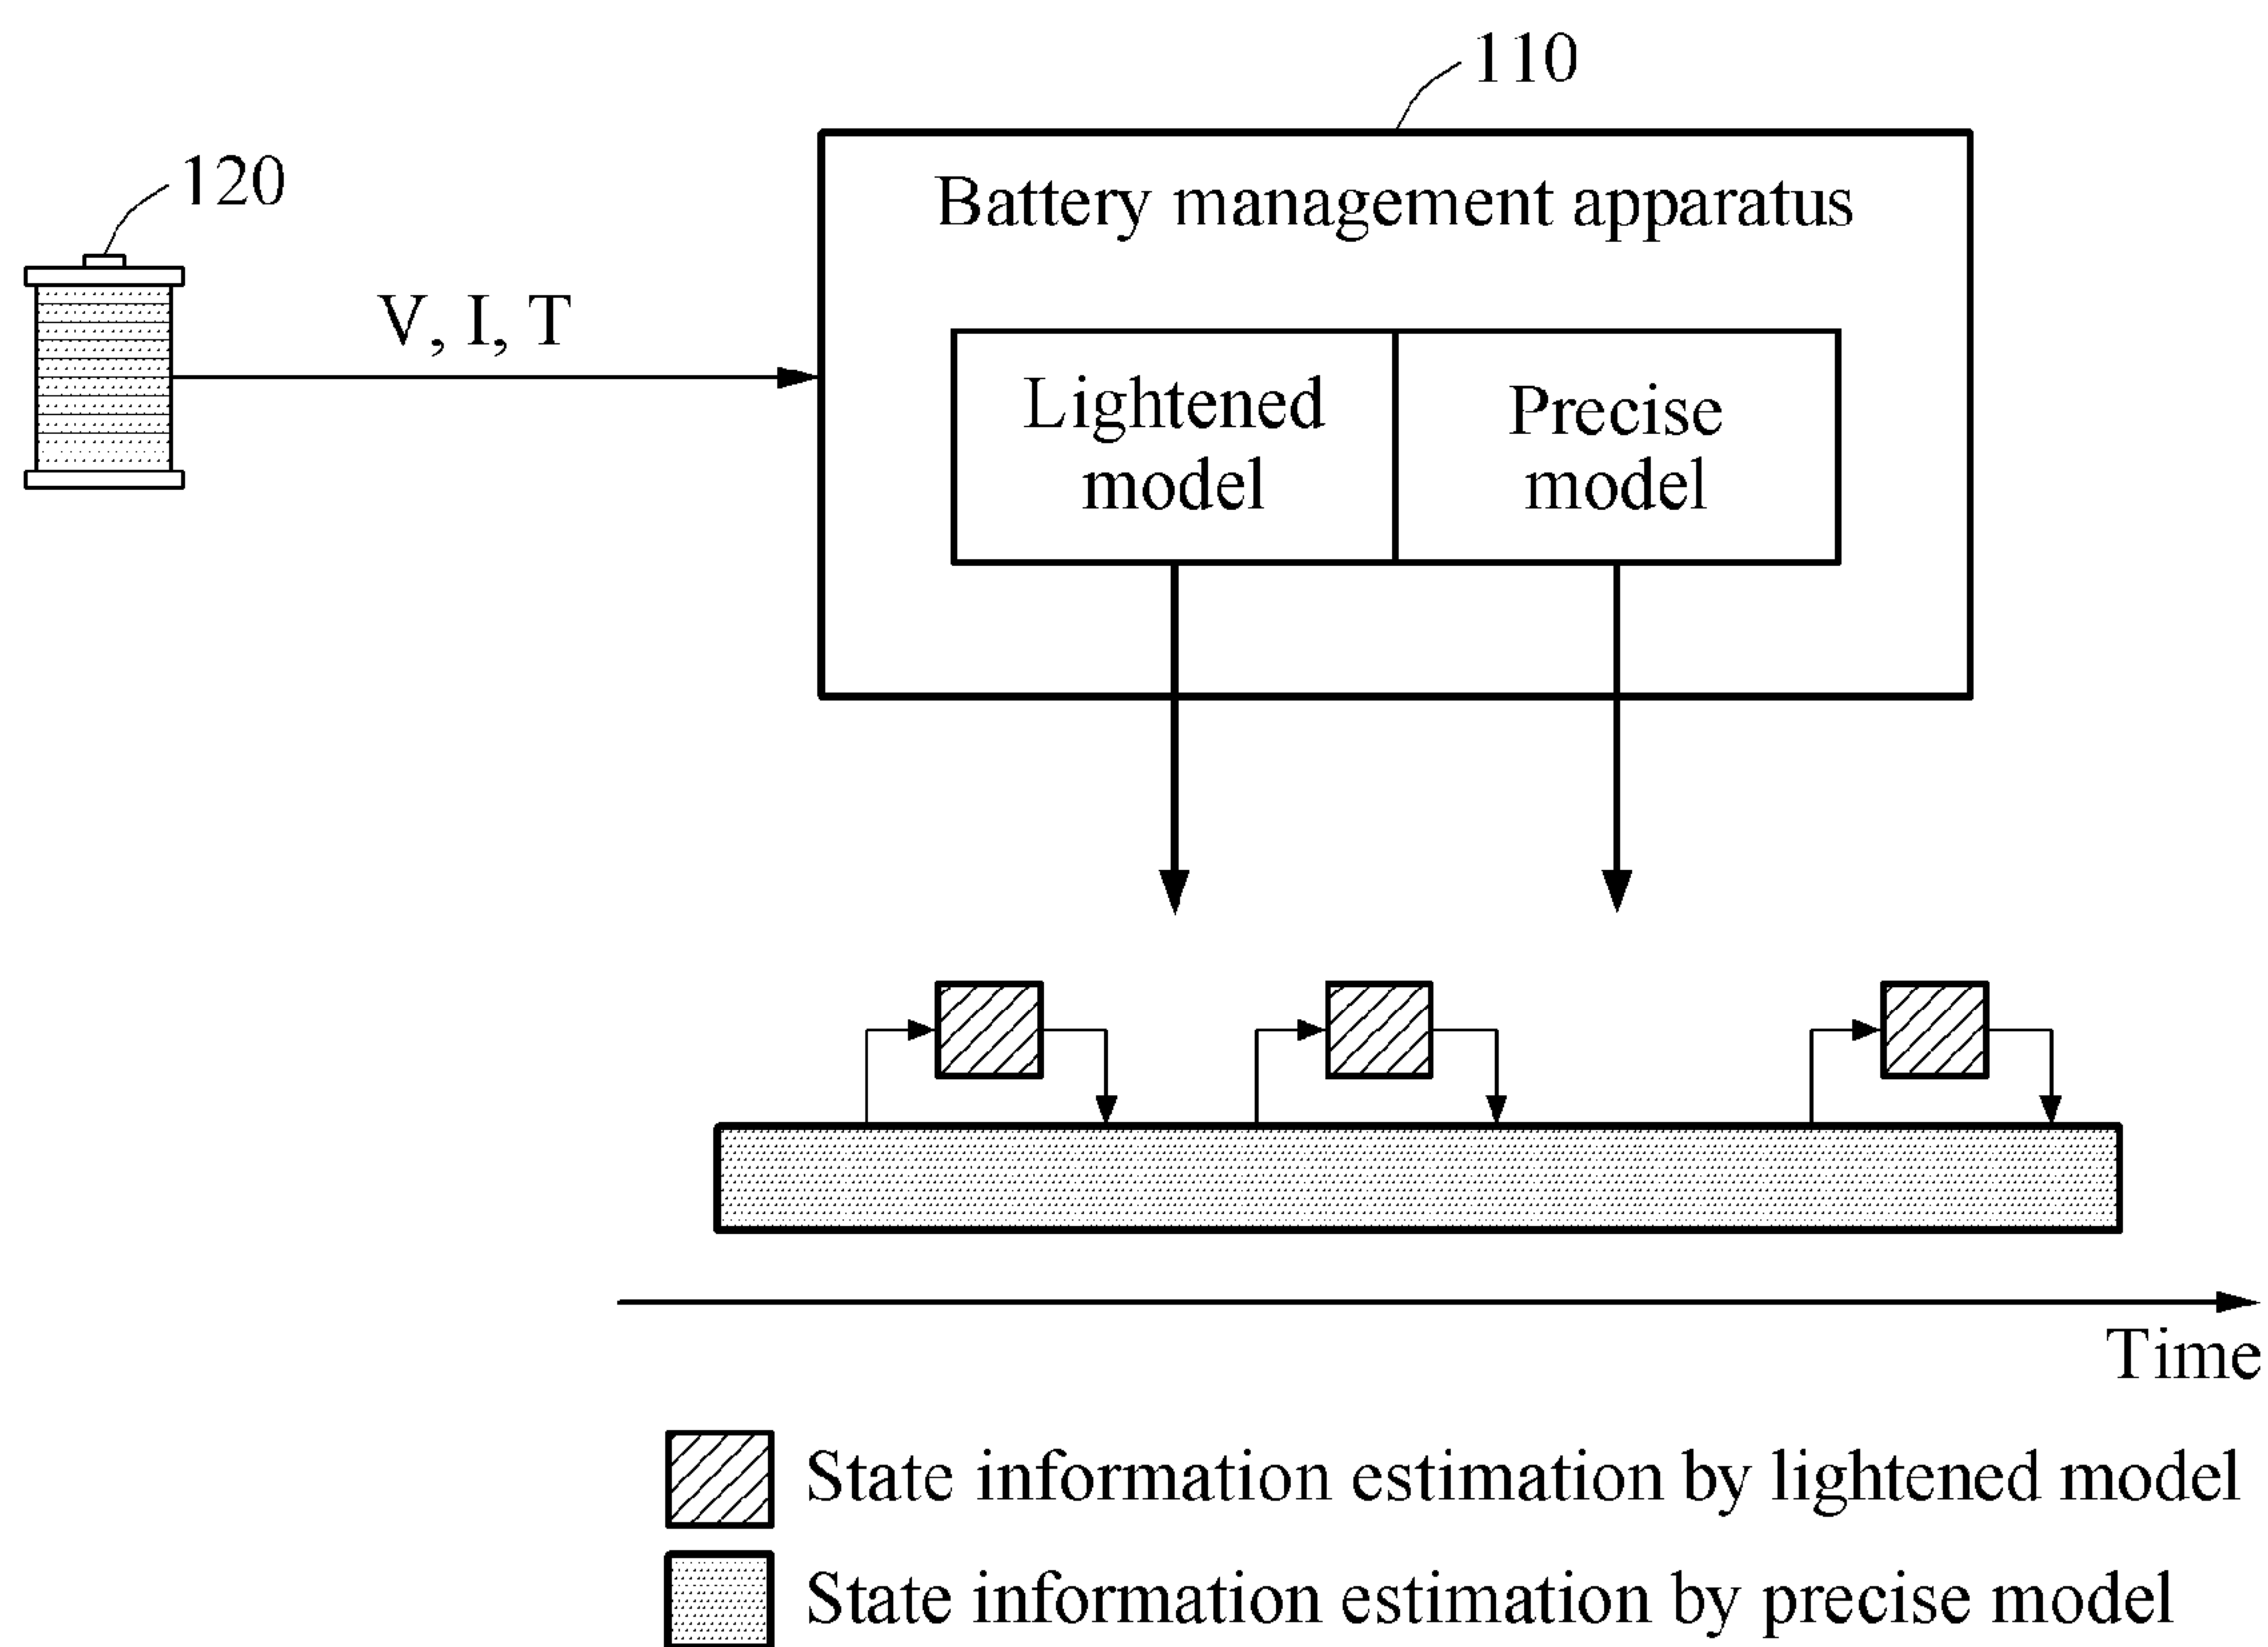 110
120
Battery management apparatus
V, I, T
Lightened
model
Precise
model
Time
State information estimation by lightened model
State information estimation by precise model